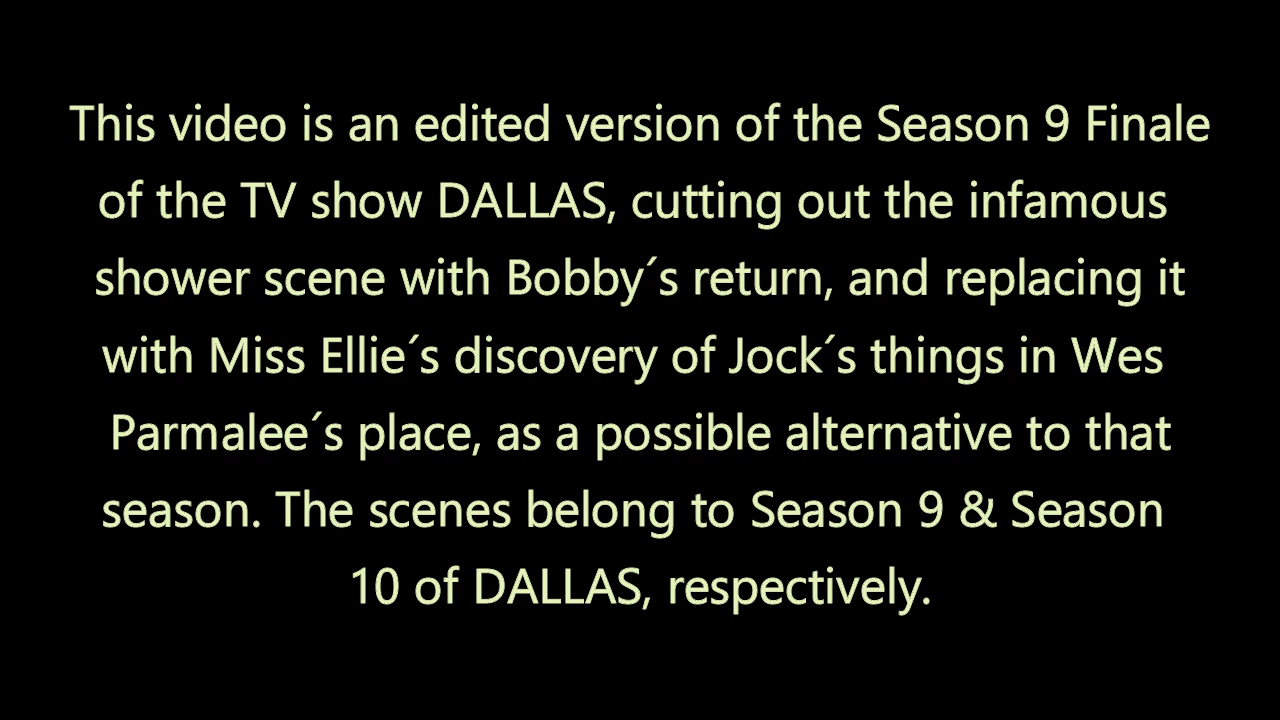 This video is an edited version of the Season 9 Finale
of the TV show DALLAS, cutting out the infamous
shower scene with Bobby´s return, and replacing it
with Miss Ellie´s discovery of Jock´s things in Wes
Parmalee´s place, as a possible alternative to that
season. The scenes belong to Season 9 & Season
10 of DALLAS, respectively.